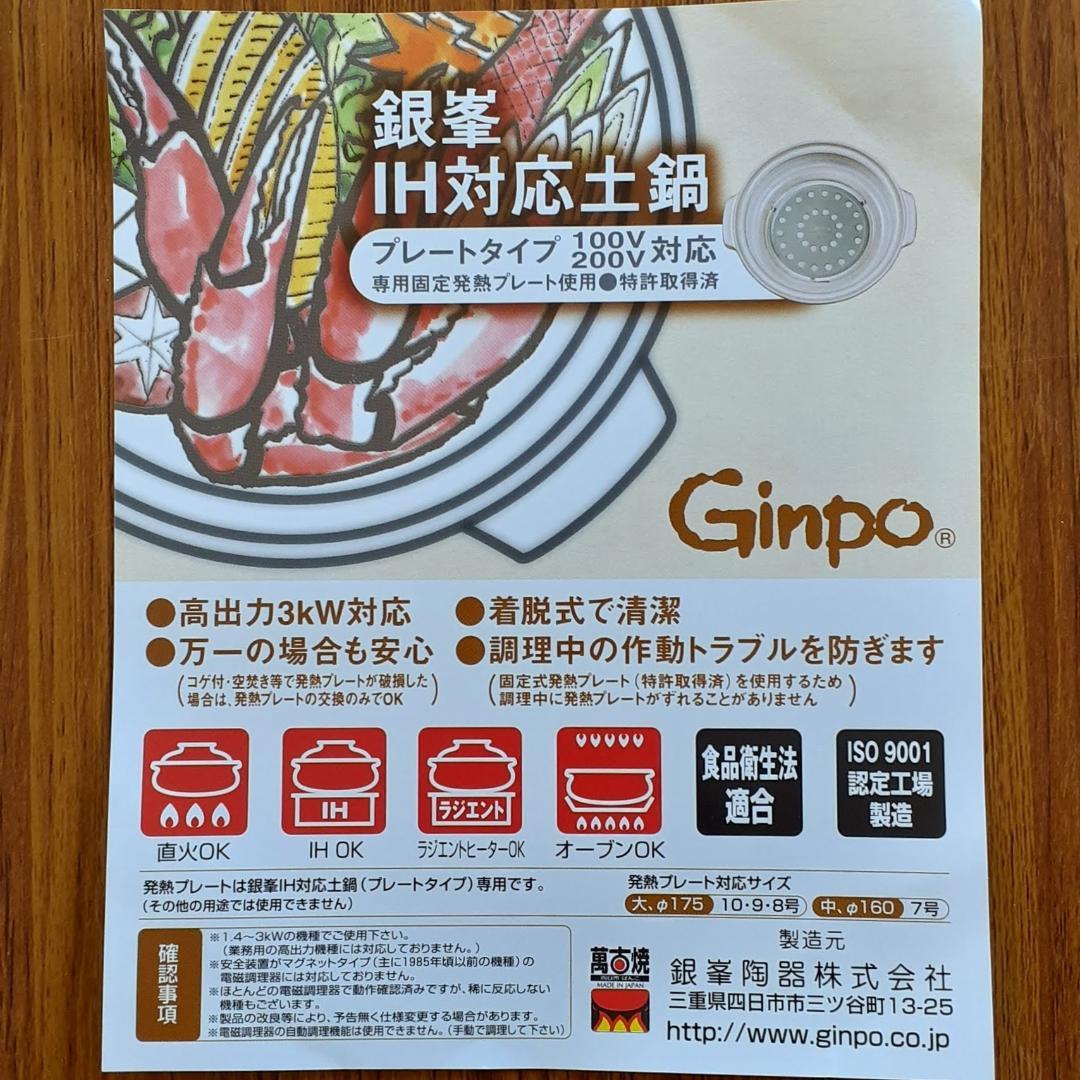 銀峯
IH対応土鍋
プレートタイプ 100V 200V 対応
専用固定発熱プレート使用●特許取得済
Ginpo®
●高出力3kW対応
●万一の場合も安心
(コゲ付・空焚き等で発熱プレートが破損した
場合は、発熱プレートの交換のみでOK)
●着脱式で清潔
●調理中の作動トラブルを防ぎます
(固定式発熱プレート(特許取得済)を使用するため
調理中に発熱プレートがずれることがありません)
IH
ラジエント
食品衛生法
適合
ISO 9001
認定工場
製造
直火OK
IH OK
ラジエントヒーターOK
オーブンOK
発熱プレートは銀峯IH対応土鍋(プレートタイプ)専用です。
(その他の用途では使用できません)
発熱プレート対応サイズ
大、φ175 10・9・8号 中、φ160 7号
確認事項
※1.4〜3kWの機種でご使用下さい。
(業務用の高出力機種には対応しておりません。)
※安全装置がマグネットタイプ(主に1985年頃以前の機種)の
電磁調理器には対応しておりません。
※ほとんどの電磁調理器で動作確認済みですが、稀に反応しない
機種もございます。
※製品の改良等により、予告無く仕様変更する場合があります。
※電磁調理器の自動調理機能は使用できません。(手動で調理して下さい)
萬古焼
MADE IN JAPAN
製造元
銀峯陶器株式会社
三重県四日市市三ツ谷町13-25
http://www.ginpo.co.jp